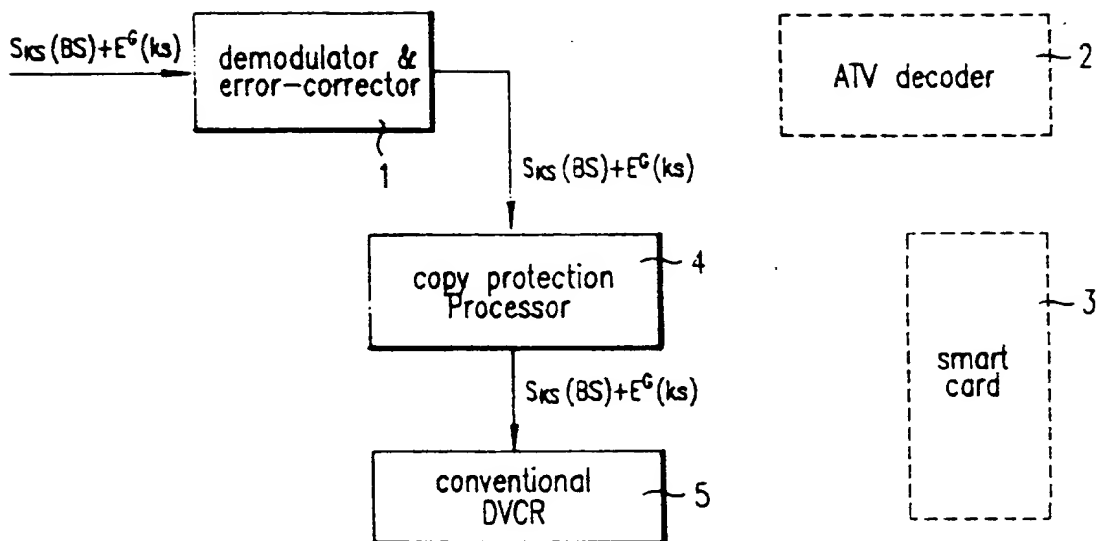 S_KS(BS)+E^G(ks)
demodulator &
error-corrector
1
ATV decoder
2
S_KS(BS)+E^G(ks)
copy protection
Processor
4
3
smart
card
S_KS(BS)+E^G(ks)
conventional
DVCR
5